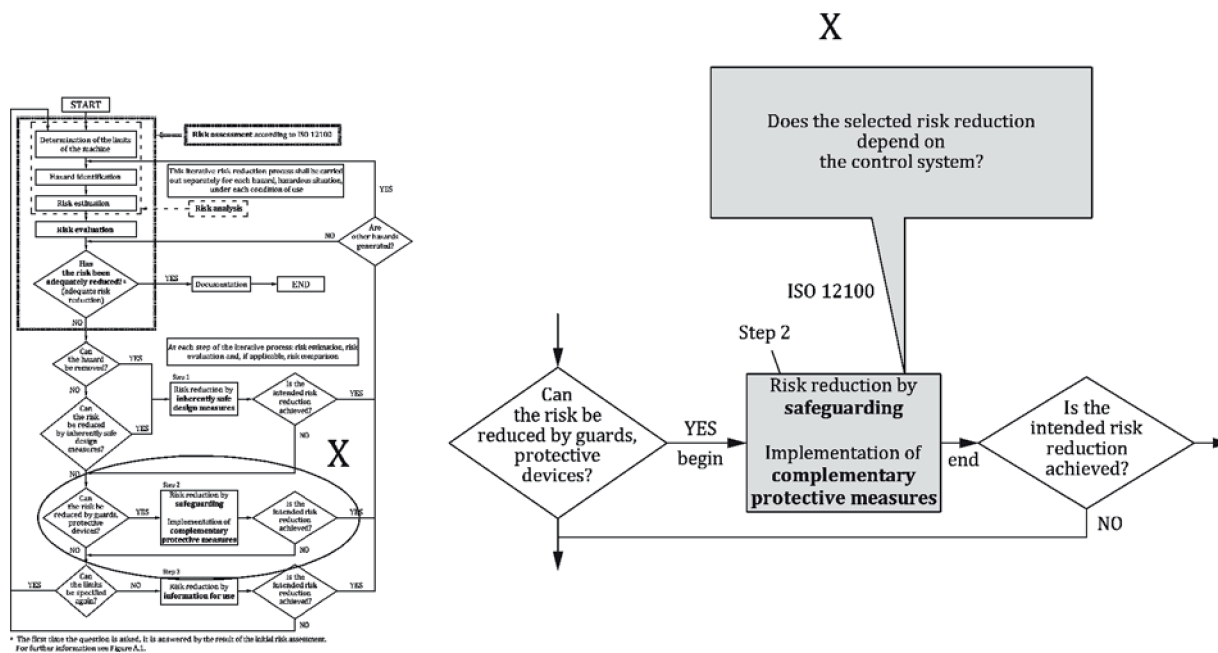 START
Risk assessment according to ISO 12100
Determination of the limits
of the machine
This iterative risk reduction process shall be carried
out separately for each hazard, hazardous situation,
under each condition of use
Hazard identification
YES
Risk estimation
Risk analysis
Risk evaluation
NO
Are
other hazards
generated?
Has
the risk been
adequately reduced?ᵃ
(adequate risk
reduction)
YES
Documentation
END
NO
Can
the hazard
be removed?
YES
At each step of the iterative process: risk estimation, risk
evaluation and, if applicable, risk comparison
NO
Step 1
Risk reduction by
inherently safe
design measures
Is the
intended risk
reduction
achieved?
YES
Can
the risk
be reduced
by inherently safe
design
measures?
YES
NO
X
NO
Step 2
Can
the risk be
reduced by guards,
protective
devices?
YES
Risk reduction by
safeguarding
Implementation of
complementary
protective measures
Is the
intended risk
reduction
achieved?
YES
NO
NO
Step 3
YES
Can
the limits
be specified
again?
NO
Risk reduction by
information for use
Is the
intended risk
reduction
achieved?
YES
NO
ᵃ The first time the question is asked, it is answered by the result of the initial risk assessment.
For further information see Figure A.1.
X
Does the selected risk reduction
depend on
the control system?
ISO 12100
Step 2
Can
the risk be
reduced by guards,
protective
devices?
YES
begin
Risk reduction by
safeguarding
Implementation of
complementary
protective measures
end
Is the
intended risk
reduction
achieved?
NO